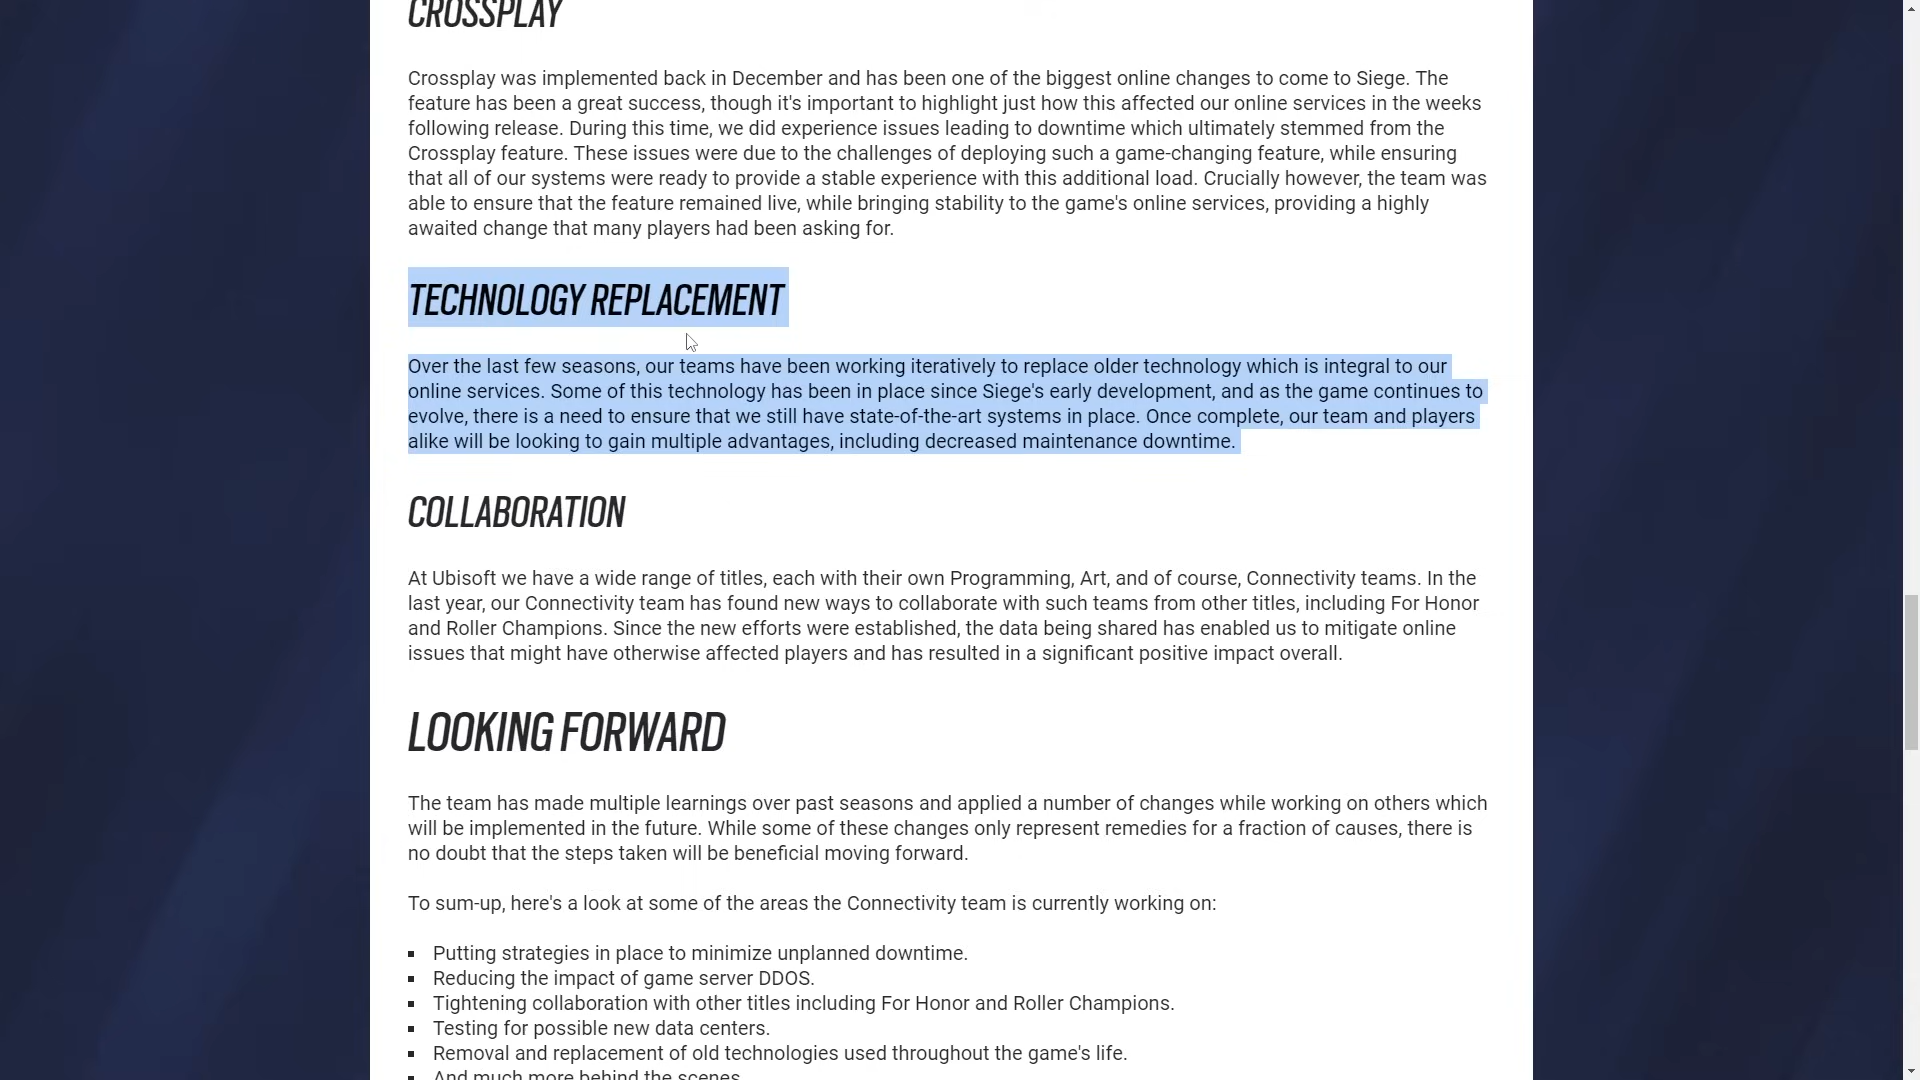 CROSSPLAY
Crossplay was implemented back in December and has been one of the biggest online changes to come to Siege. The
feature has been a great success, though it's important to highlight just how this affected our online services in the weeks
following release. During this time, we did experience issues leading to downtime which ultimately stemmed from the
Crossplay feature. These issues were due to the challenges of deploying such a game-changing feature, while ensuring
that all of our systems were ready to provide a stable experience with this additional load. Crucially however, the team was
able to ensure that the feature remained live, while bringing stability to the game's online services, providing a highly
awaited change that many players had been asking for.
TECHNOLOGY REPLACEMENT
Over the last few seasons, our teams have been working iteratively to replace older technology which is integral to our
online services. Some of this technology has been in place since Siege's early development, and as the game continues to
evolve, there is a need to ensure that we still have state-of-the-art systems in place. Once complete, our team and players
alike will be looking to gain multiple advantages, including decreased maintenance downtime.
COLLABORATION
At Ubisoft we have a wide range of titles, each with their own Programming, Art, and of course, Connectivity teams. In the
last year, our Connectivity team has found new ways to collaborate with such teams from other titles, including For Honor
and Roller Champions. Since the new efforts were established, the data being shared has enabled us to mitigate online
issues that might have otherwise affected players and has resulted in a significant positive impact overall.
LOOKING FORWARD
The team has made multiple learnings over past seasons and applied a number of changes while working on others which
will be implemented in the future. While some of these changes only represent remedies for a fraction of causes, there is
no doubt that the steps taken will be beneficial moving forward.
To sum-up, here's a look at some of the areas the Connectivity team is currently working on:
▪ Putting strategies in place to minimize unplanned downtime.
▪ Reducing the impact of game server DDOS.
▪ Tightening collaboration with other titles including For Honor and Roller Champions.
▪ Testing for possible new data centers.
▪ Removal and replacement of old technologies used throughout the game's life.
▪ And much more behind the scenes.